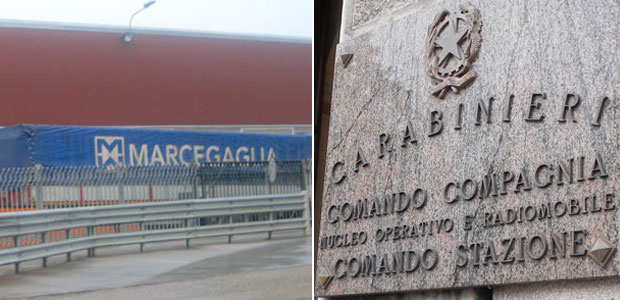 MARCEGAGLIA
CARABINIERI
COMANDO COMPAGNIA
NUCLEO OPERATIVO E RADIOMOBILE
COMANDO STAZIONE